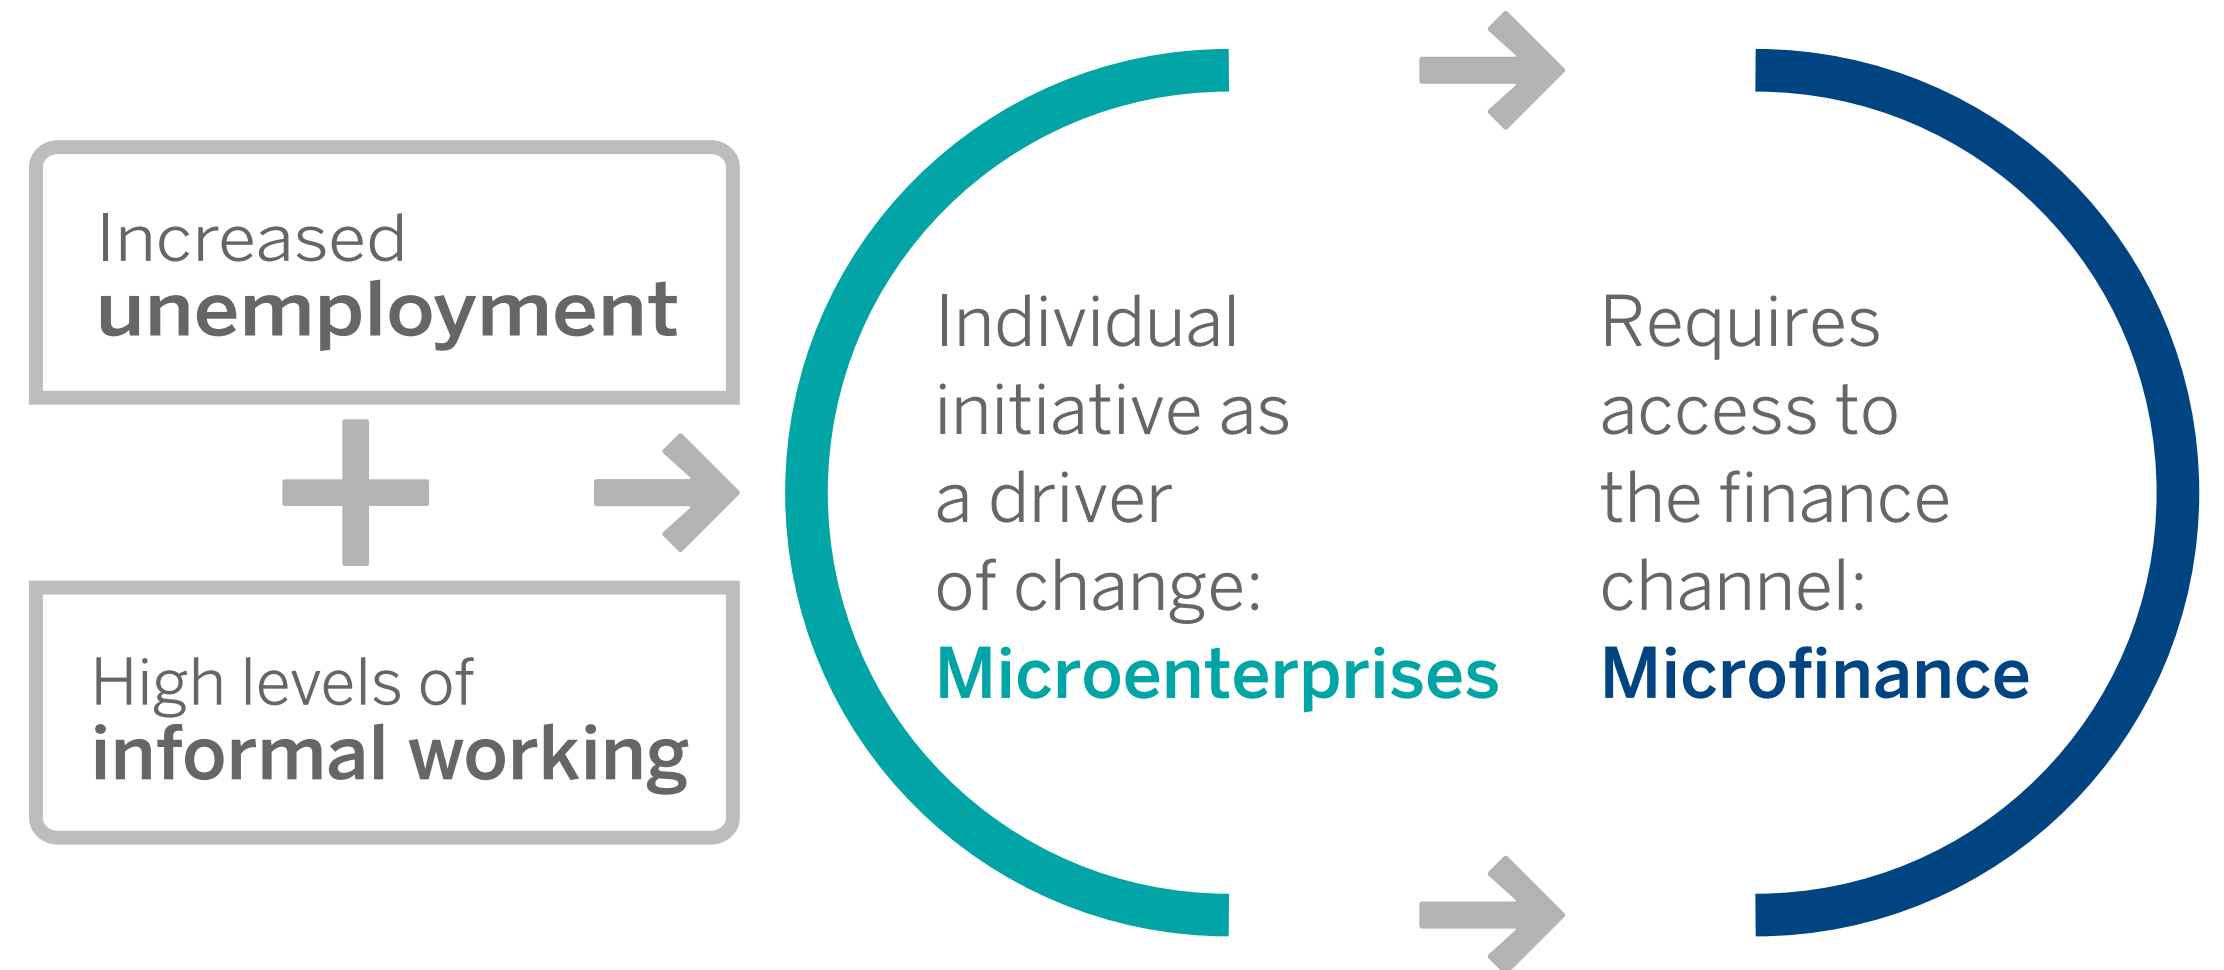 Increased
unemployment
High levels of
informal working
Individual
initiative as
a driver
of change:
Microenterprises
Requires
access to
the finance
channel:
Microfinance